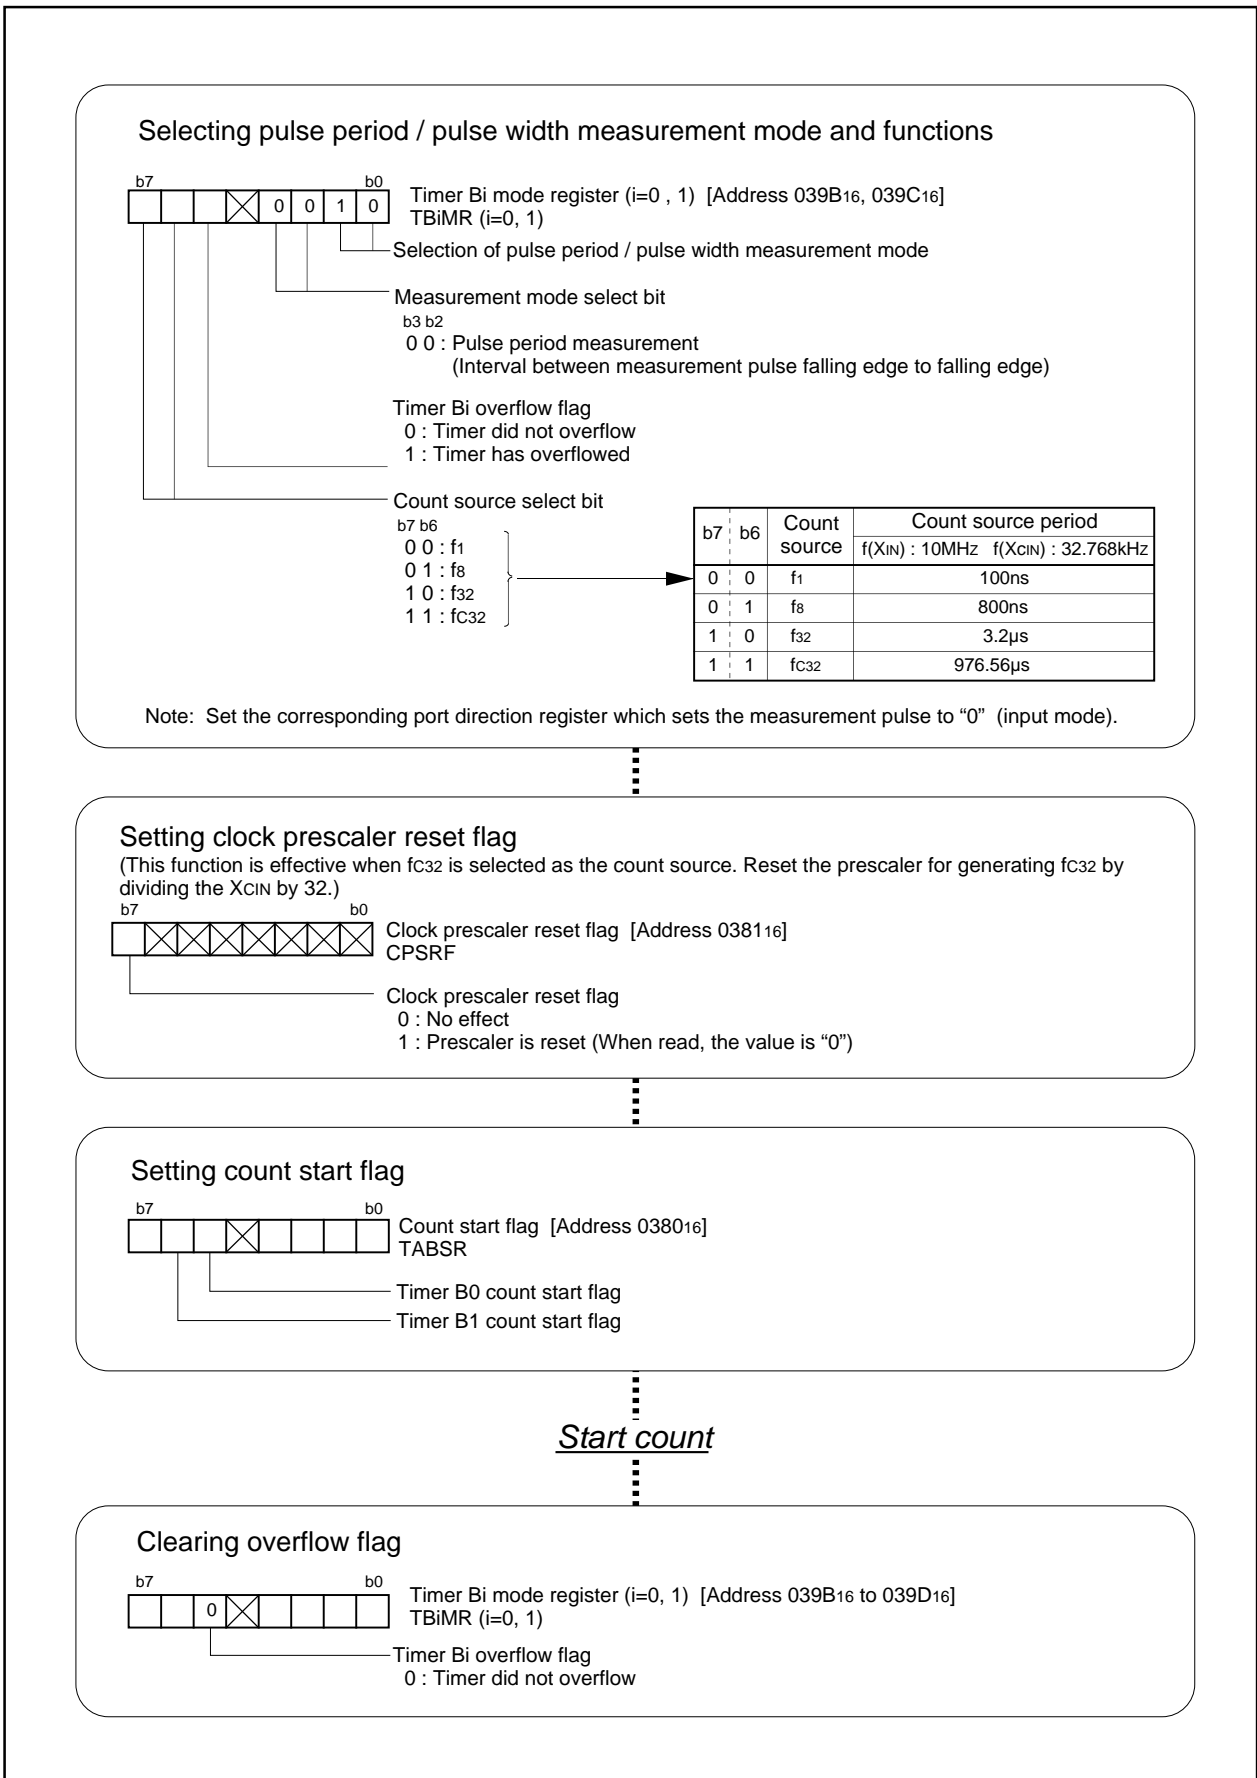 Selecting pulse period / pulse width measurement mode and functions
b7 b0
0 0 1 0
Timer Bi mode register (i=0 , 1) [Address 039B16, 039C16]
TBiMR (i=0, 1)
Selection of pulse period / pulse width measurement mode
Measurement mode select bit
b3 b2
0 0 : Pulse period measurement
(Interval between measurement pulse falling edge to falling edge)
Timer Bi overflow flag
0 : Timer did not overflow
1 : Timer has overflowed
Count source select bit
b7 b6
0 0 : f1
0 1 : f8
1 0 : f32
1 1 : fC32
b7 b6 Count source Count source period
f(XIN) : 10MHZ f(XCIN) : 32.768kHZ
0 0 f1 100ns
0 1 f8 800ns
1 0 f32 3.2μs
1 1 fC32 976.56μs
Note: Set the corresponding port direction register which sets the measurement pulse to “0” (input mode).
Setting clock prescaler reset flag
(This function is effective when fC32 is selected as the count source. Reset the prescaler for generating fC32 by
dividing the XCIN by 32.)
b7 b0
Clock prescaler reset flag [Address 038116]
CPSRF
Clock prescaler reset flag
0 : No effect
1 : Prescaler is reset (When read, the value is “0”)
Setting count start flag
b7 b0
Count start flag [Address 038016]
TABSR
Timer B0 count start flag
Timer B1 count start flag
Start count
Clearing overflow flag
b7 b0
0
Timer Bi mode register (i=0, 1) [Address 039B16 to 039D16]
TBiMR (i=0, 1)
Timer Bi overflow flag
0 : Timer did not overflow